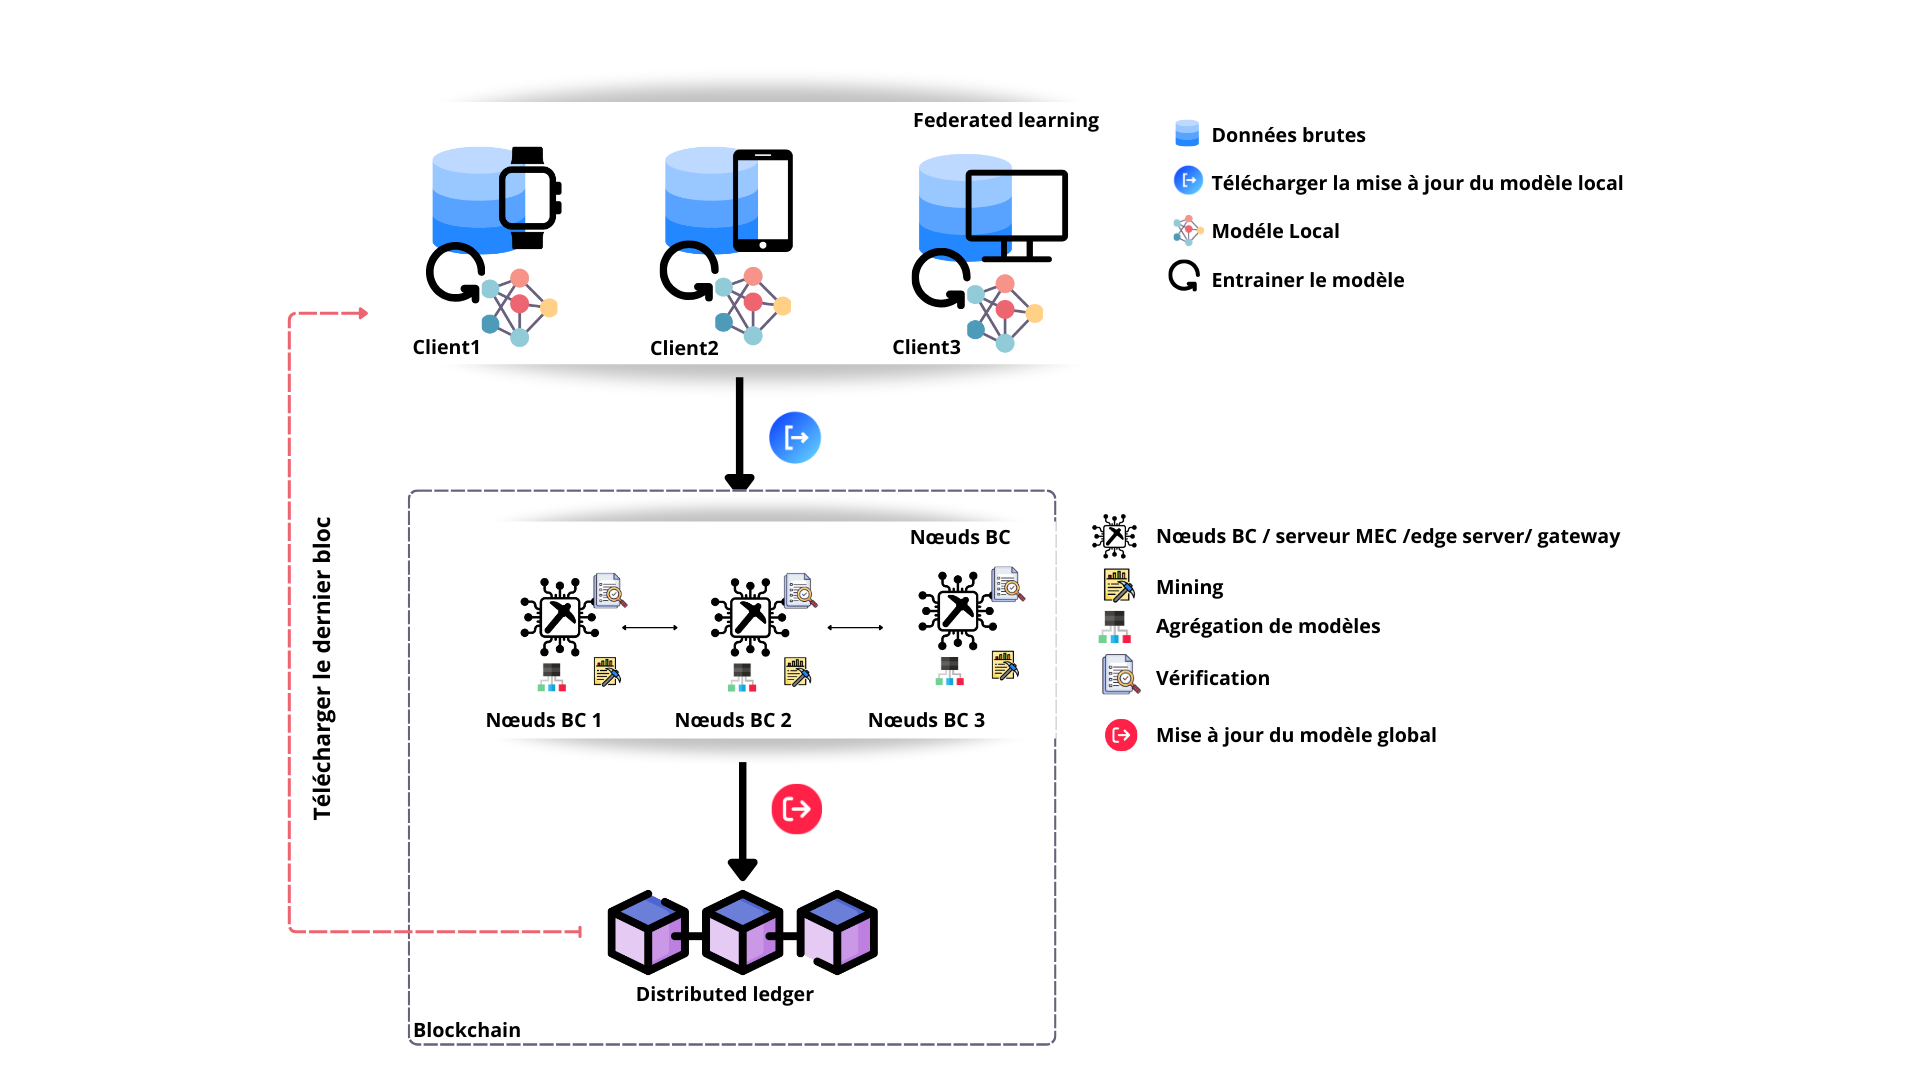 Federated learning
Données brutes
Télécharger la mise à jour du modèle local
Modéle Local
Entrainer le modèle
Client1
Client2
Client3
Télécharger le dernier bloc
Nœuds BC
Nœuds BC / serveur MEC /edge server/ gateway
Mining
Agrégation de modèles
Vérification
Mise à jour du modèle global
Nœuds BC 1
Nœuds BC 2
Nœuds BC 3
Distributed ledger
Blockchain